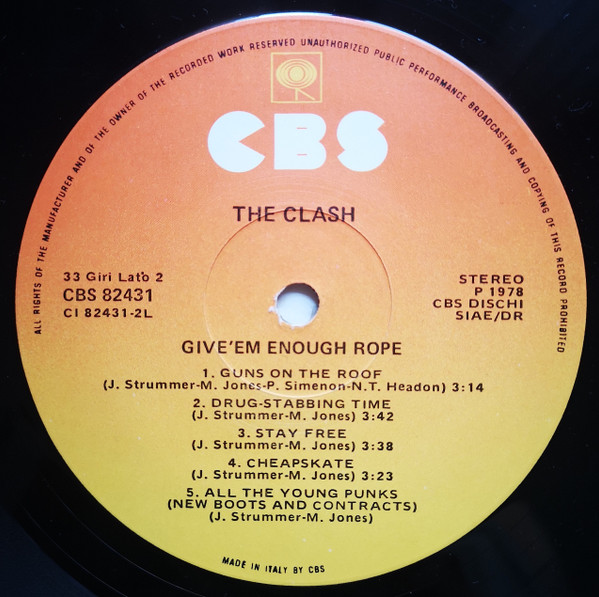 ALL RIGHTS OF THE MANUFACTURER AND OF THE OWNER OF THE RECORDED WORK RESERVED UNAUTHORIZED PUBLIC PERFORMANCE BROADCASTING AND COPYING OF THIS RECORD PROHIBITED
CBS
THE CLASH
33 Giri Lato 2
CBS 82431
CI 82431-2L
STEREO
P 1978
CBS DISCHI
SIAE/DR
GIVE'EM ENOUGH ROPE
1. GUNS ON THE ROOF
(J. Strummer-M. Jones-P. Simenon-N.T. Headon) 3:14
2. DRUG-STABBING TIME
(J. Strummer-M. Jones) 3:42
3. STAY FREE
(J. Strummer-M. Jones) 3:38
4. CHEAPSKATE
(J. Strummer-M. Jones) 3:23
5. ALL THE YOUNG PUNKS
(NEW BOOTS AND CONTRACTS)
(J. Strummer-M. Jones)
MADE IN ITALY BY CBS